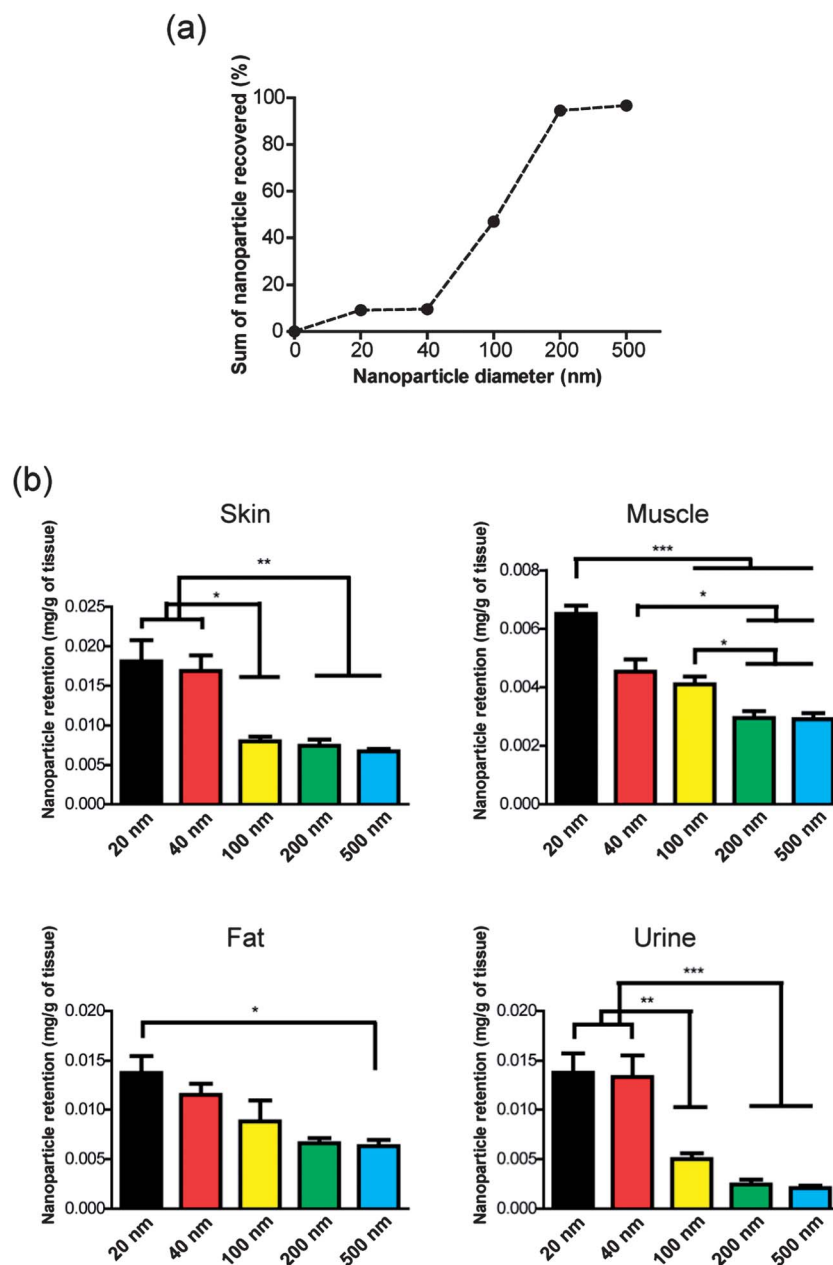 (a)
Sum of nanoparticle recovered (%)
100
80
60
40
20
0
0 20 40 100 200 500
Nanoparticle diameter (nm)
(b)
Skin
Nanoparticle retention (mg/g of tissue)
0.025
0.020
0.015
0.010
0.005
0.000
**
*
20 nm 40 nm 100 nm 200 nm 500 nm
Muscle
Nanoparticle retention (mg/g of tissue)
0.008
0.006
0.004
0.002
0.000
***
*
*
20 nm 40 nm 100 nm 200 nm 500 nm
Fat
Nanoparticle retention (mg/g of tissue)
0.020
0.015
0.010
0.005
0.000
*
20 nm 40 nm 100 nm 200 nm 500 nm
Urine
Nanoparticle retention (mg/g of tissue)
0.020
0.015
0.010
0.005
0.000
***
**
20 nm 40 nm 100 nm 200 nm 500 nm